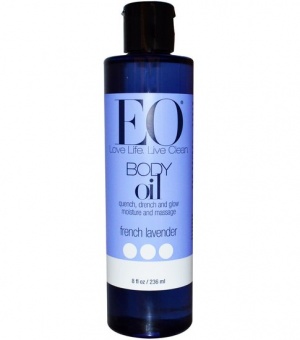 EO®
Love Life. Live Clean.
BODY
oil
quench, drench and glow
moisture and massage
french lavender
8 fl oz / 236 ml